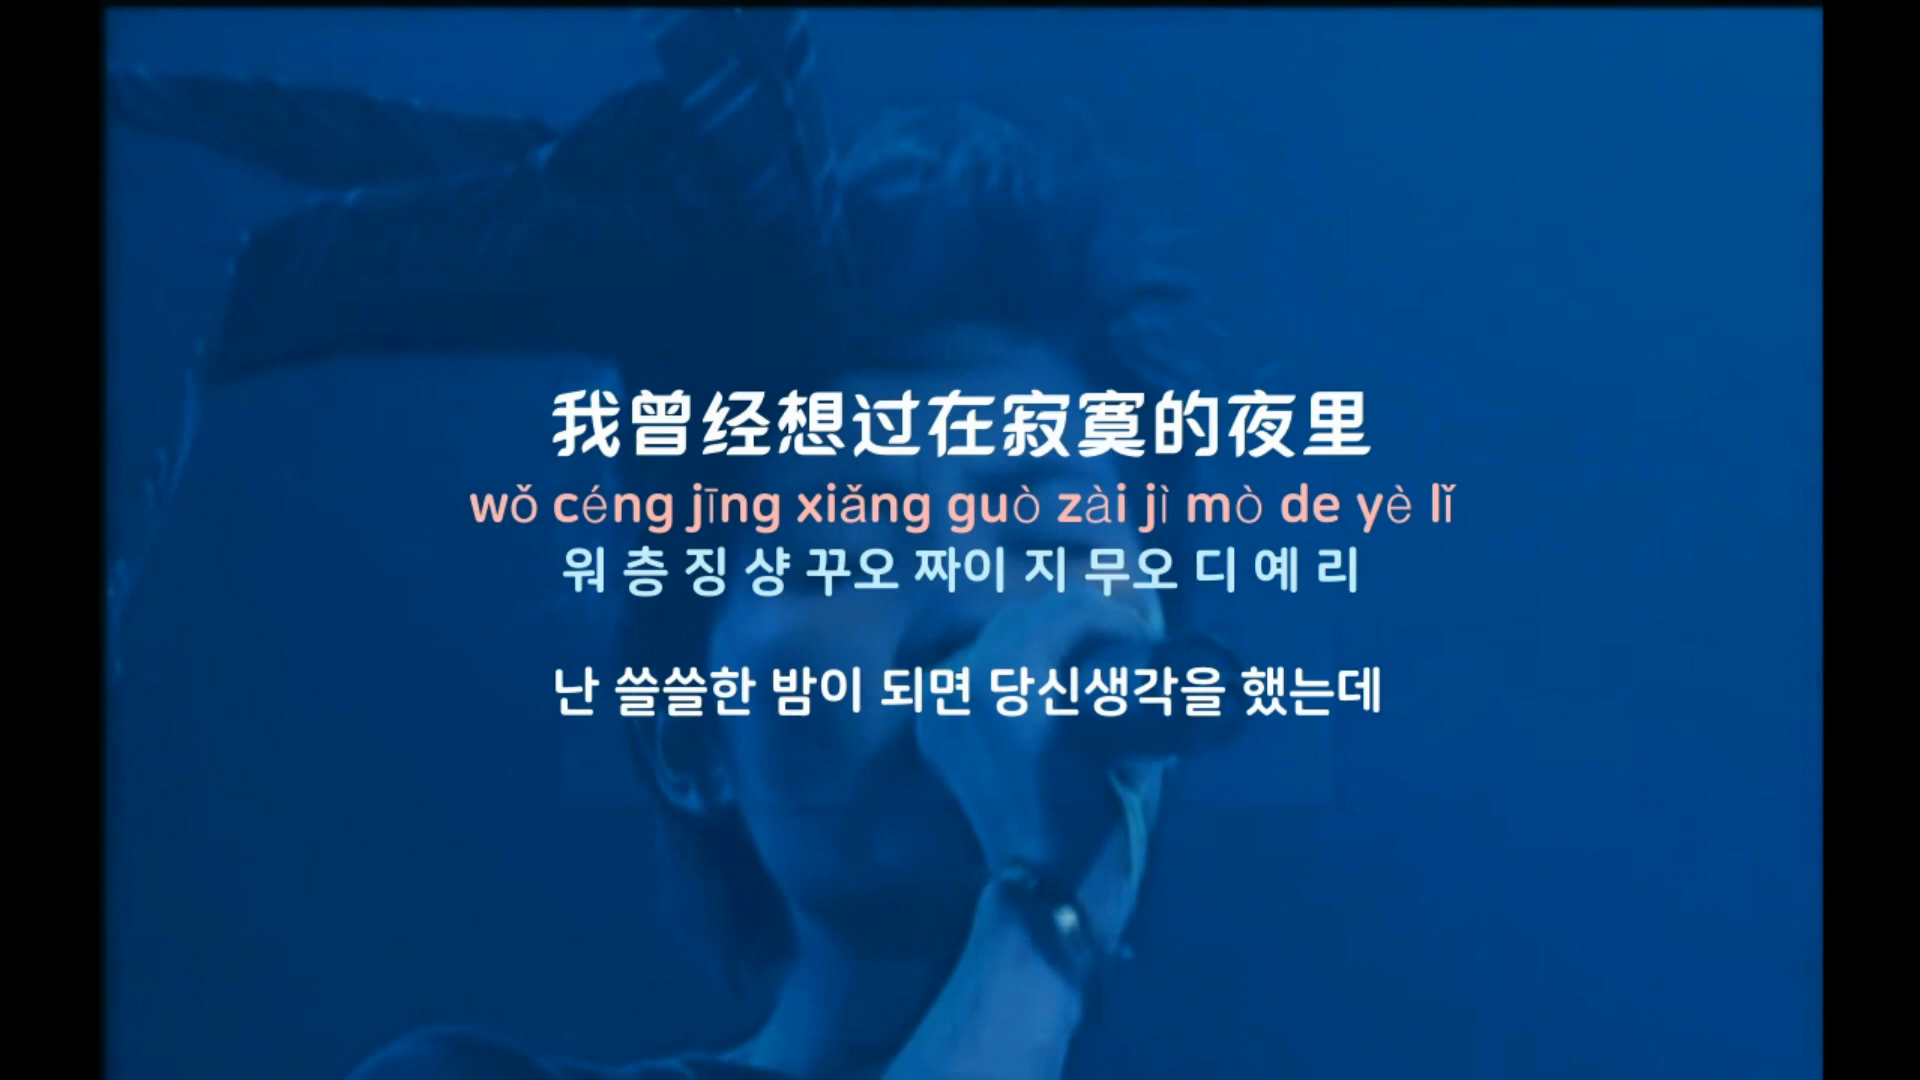 我曾经想过在寂寞的夜里
wǒ céng jīng xiǎng guò zài jì mò de yè lǐ
워 층 징 샹 꾸오 짜이 지 무오 디 예 리
난 쓸쓸한 밤이 되면 당신생각을 했는데